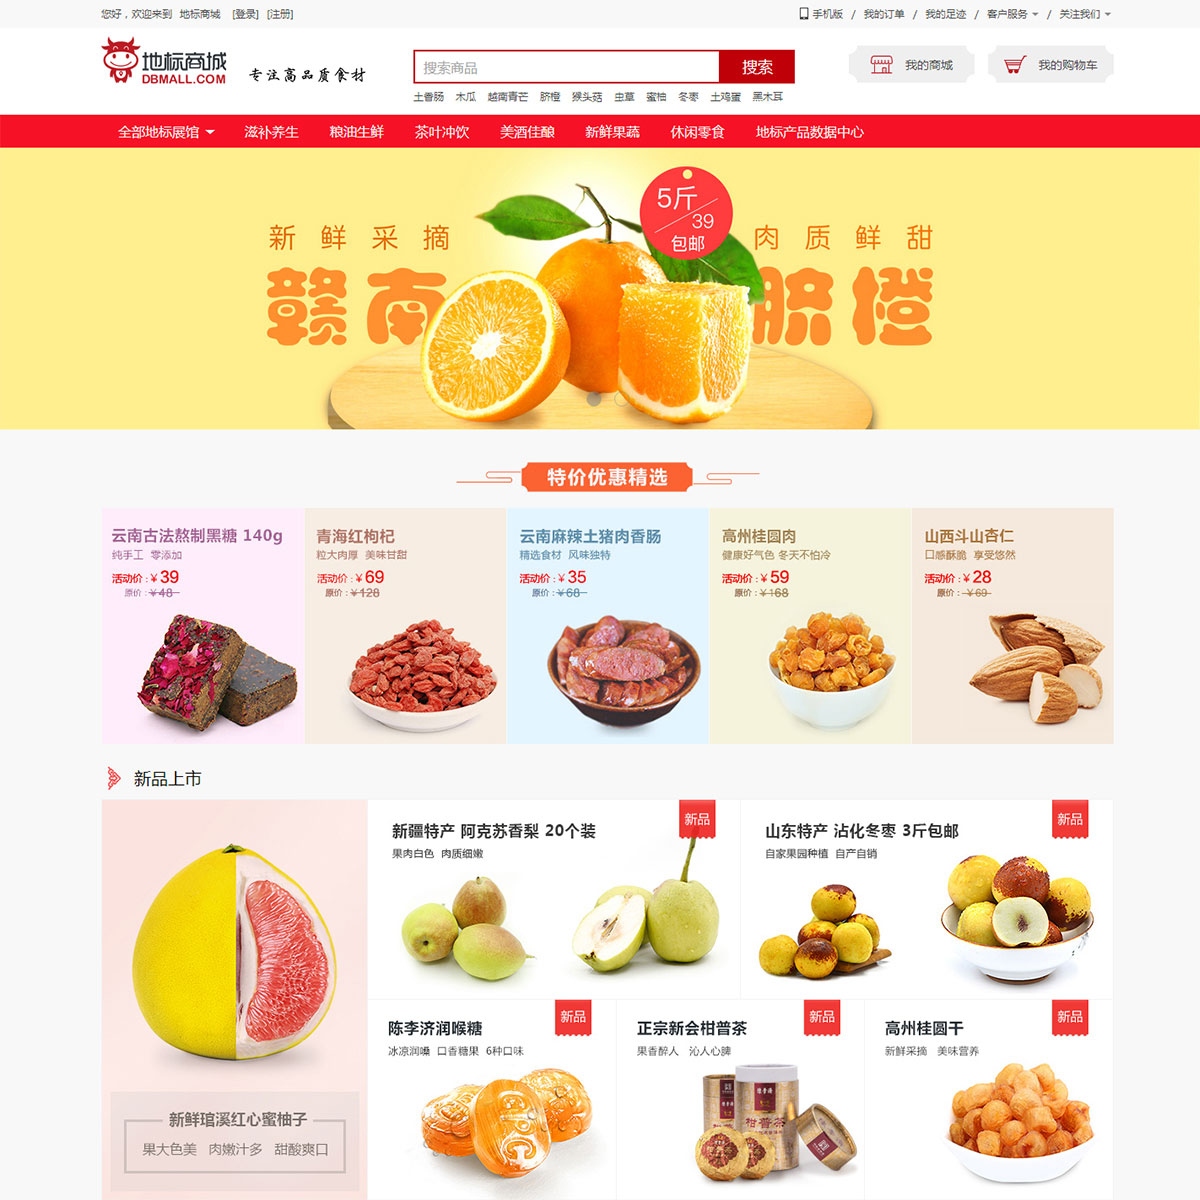 您好，欢迎来到 地标商城 [登录] [注册]
手机版 / 我的订单 / 我的足迹 / 客户服务 / 关注我们
地标商城
DBMALL.COM
专注高品质食材
搜索商品
搜索
我的商城
我的购物车
土香肠 木瓜 越南青芒 脐橙 猴头菇 虫草 蜜柚 冬枣 土鸡蛋 黑木耳
全部地标展馆 滋补养生 粮油生鲜 茶叶冲饮 美酒佳酿 新鲜果蔬 休闲零食 地标产品数据中心
5斤
39
包邮
新鲜采摘
肉质鲜甜
赣南
脐橙
特价优惠精选
云南古法熬制黑糖 140g
纯手工 零添加
活动价：￥39
原价：￥48
青海红枸杞
粒大肉厚 美味甘甜
活动价：￥69
原价：￥128
云南麻辣土猪肉香肠
精选食材 风味独特
活动价：￥35
原价：￥68
高州桂圆肉
健康好气色 冬天不怕冷
活动价：￥59
原价：￥168
山西斗山杏仁
口感酥脆 享受悠然
活动价：￥28
原价：￥69
新品上市
新鲜琯溪红心蜜柚子
果大色美 肉嫩汁多 甜酸爽口
新疆特产 阿克苏香梨 20个装
果肉白色 肉质细嫩
新品
山东特产 沾化冬枣 3斤包邮
自家果园种植 自产自销
新品
陈李济润喉糖
冰凉润嗓 口香糖果 6种口味
新品
正宗新会柑普茶
果香醉人 沁人心脾
新品
柑普茶
高州桂圆干
新鲜采摘 美味营养
新品